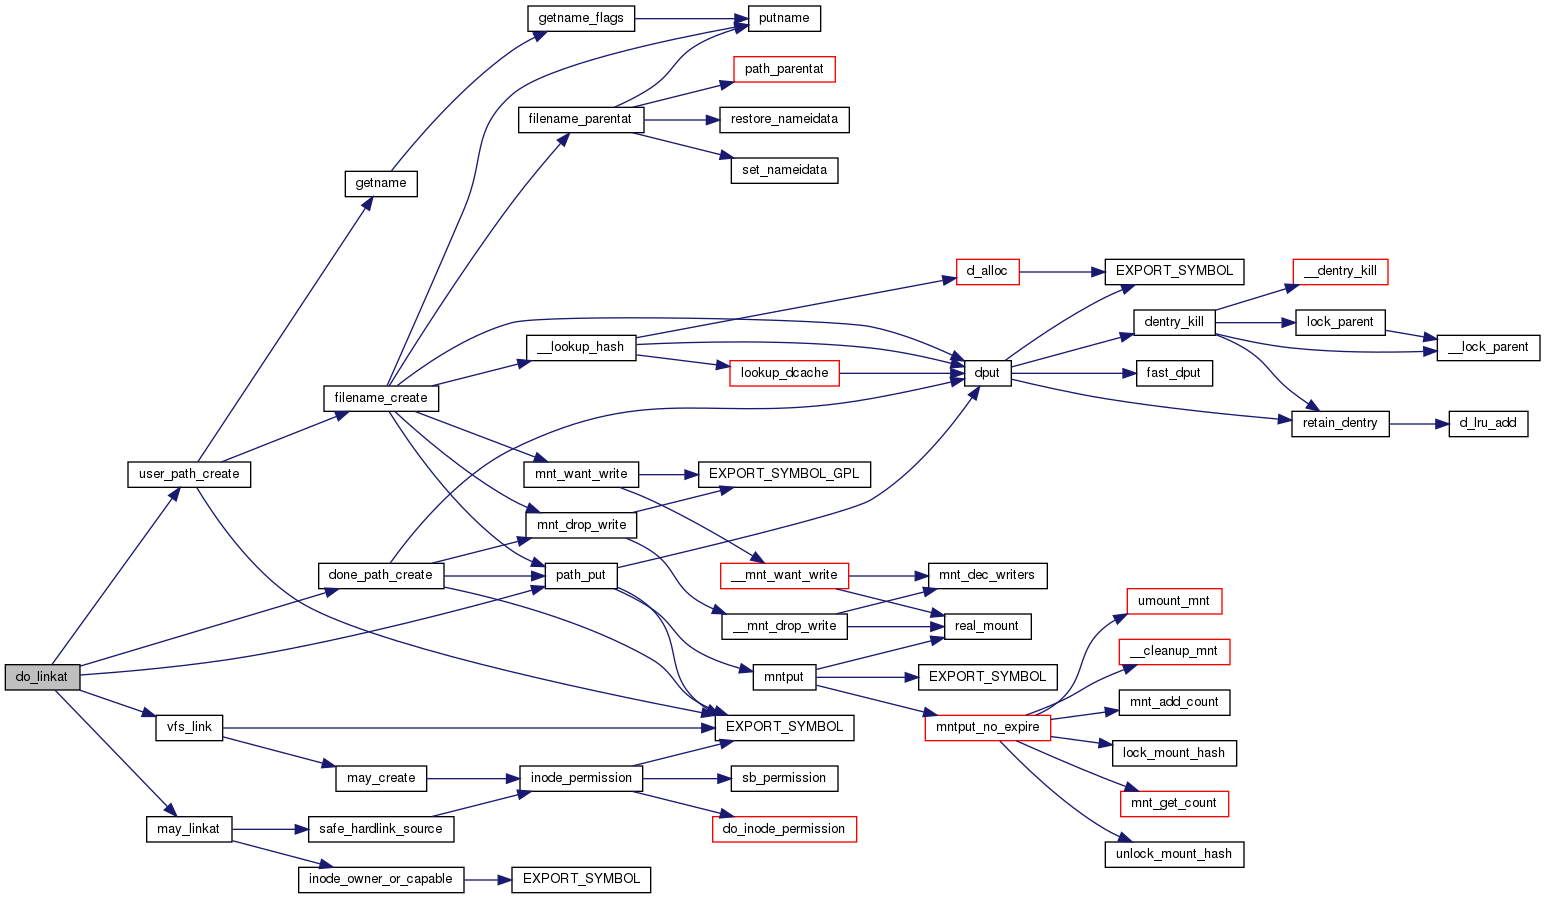 getname_flags
putname
path_parentat
filename_parentat
restore_nameidata
set_nameidata
getname
d_alloc
EXPORT_SYMBOL
__dentry_kill
dentry_kill
lock_parent
__lookup_hash
__lock_parent
lookup_dcache
dput
fast_dput
filename_create
retain_dentry
d_lru_add
user_path_create
mnt_want_write
EXPORT_SYMBOL_GPL
mnt_drop_write
done_path_create
path_put
__mnt_want_write
mnt_dec_writers
umount_mnt
__mnt_drop_write
real_mount
__cleanup_mnt
do_linkat
mntput
EXPORT_SYMBOL
mnt_add_count
vfs_link
EXPORT_SYMBOL
mntput_no_expire
lock_mount_hash
may_create
inode_permission
sb_permission
mnt_get_count
may_linkat
safe_hardlink_source
do_inode_permission
unlock_mount_hash
inode_owner_or_capable
EXPORT_SYMBOL